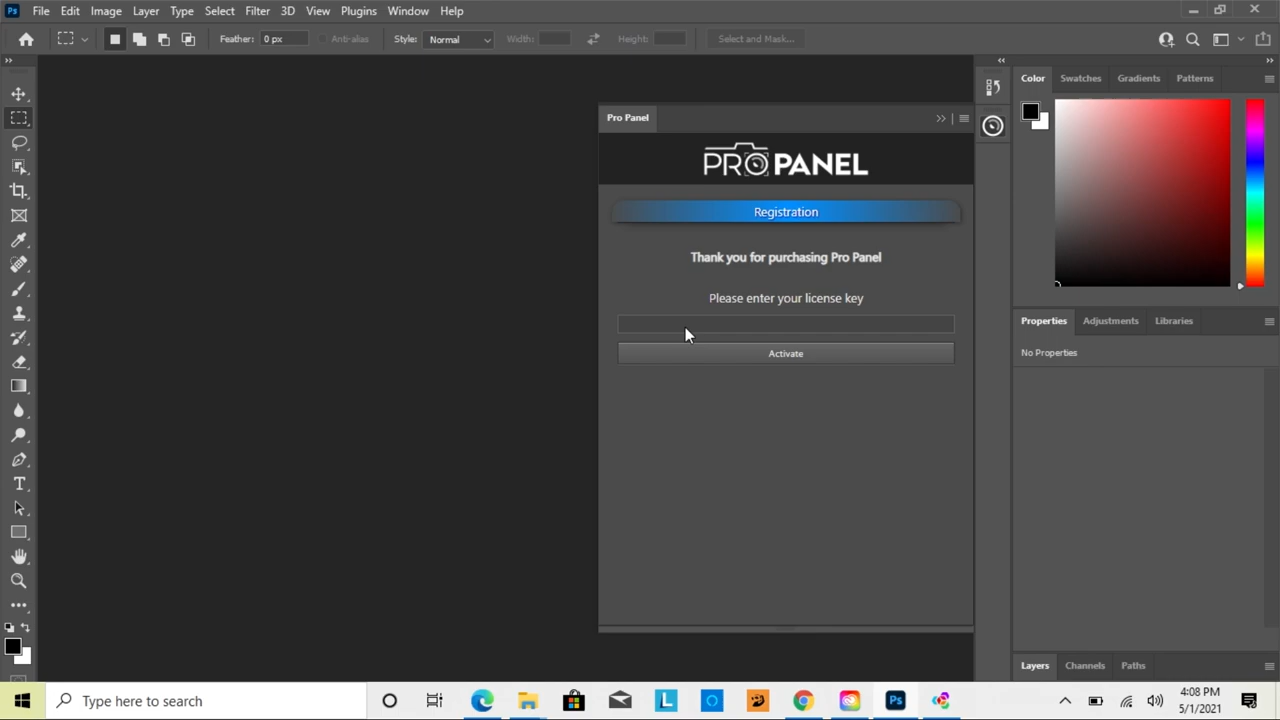 Ps File Edit Image Layer Type Select Filter 3D View Plugins Window Help
Feather: 0 px Anti-alias Style: Normal Width: Height: Select and Mask...
Color Swatches Gradients Patterns
Pro Panel
PRO PANEL
Registration
Thank you for purchasing Pro Panel
Please enter your license key
Activate
Properties Adjustments Libraries
No Properties
Layers Channels Paths
Type here to search
L
Ps
4:08 PM
5/1/2021